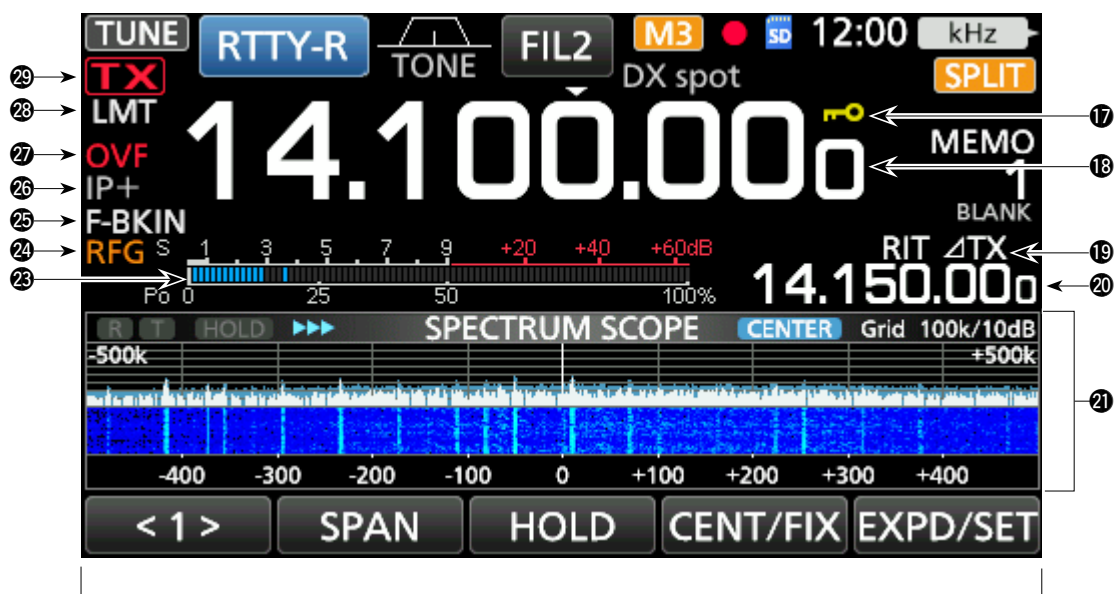 TUNE RTTY-R TONE FIL2 M3 SD 12:00 kHz
DX spot SPLIT
㉙ TX
㉘ LMT
14.100.000 ⑰
⑱
㉗ OVF MEMO
㉖ IP+ 1
㉕ F-BKIN BLANK
㉔ RFG S 1 3 5 7 9 +20 +40 +60dB RIT ⊿TX ⑲
㉓ 14.150.000 ⑳
Po 0 25 50 100%
R T HOLD SPECTRUM SCOPE CENTER Grid 100k/10dB
-500k +500k
㉑
-400 -300 -200 -100 0 +100 +200 +300 +400
< 1 > SPAN HOLD CENT/FIX EXPD/SET